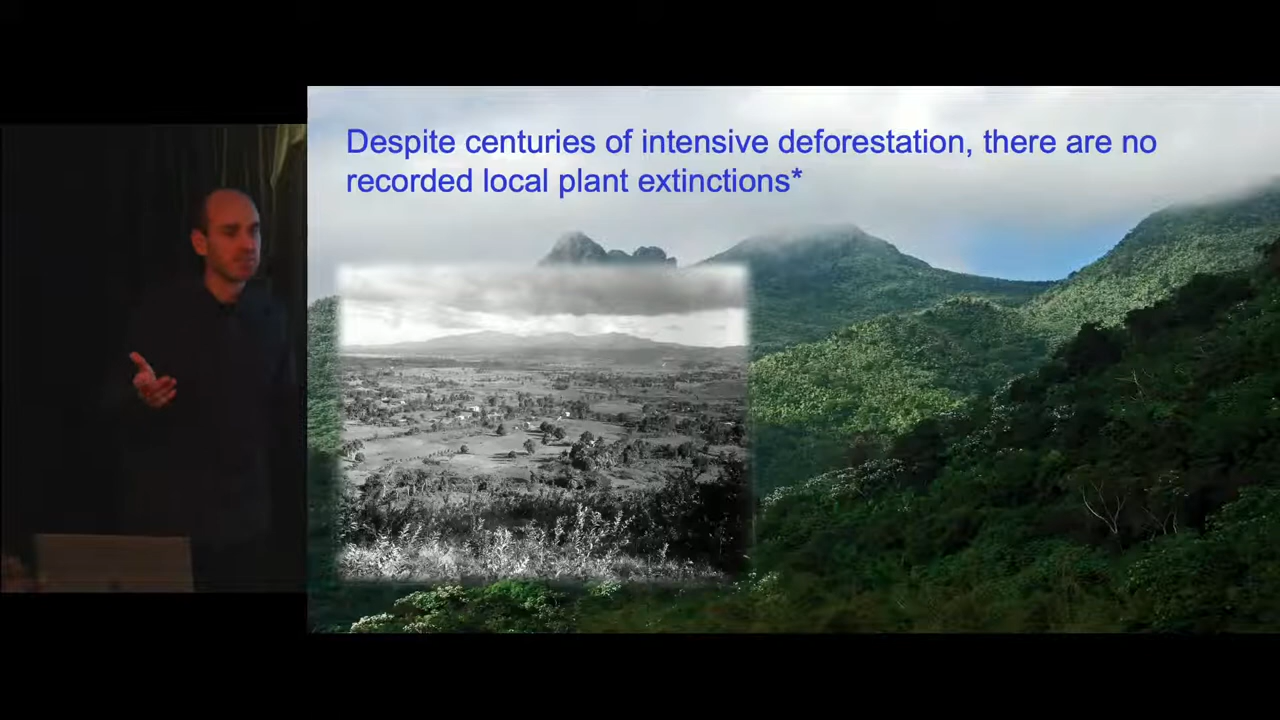 Despite centuries of intensive deforestation, there are no
recorded local plant extinctions*